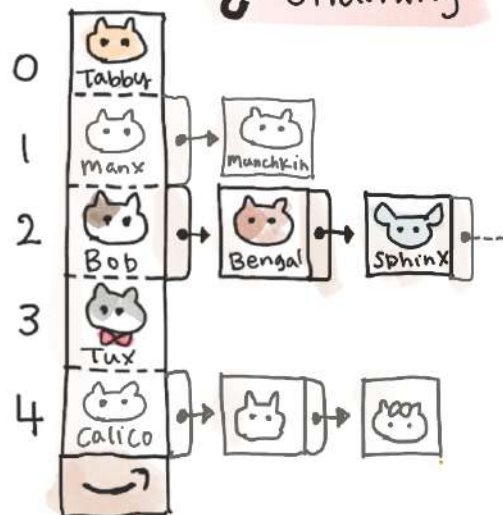 chaining
0
Tabby
1
Manx
Munchkin
2
Bob
Bengal
Sphinx
3
Tux
4
Calico